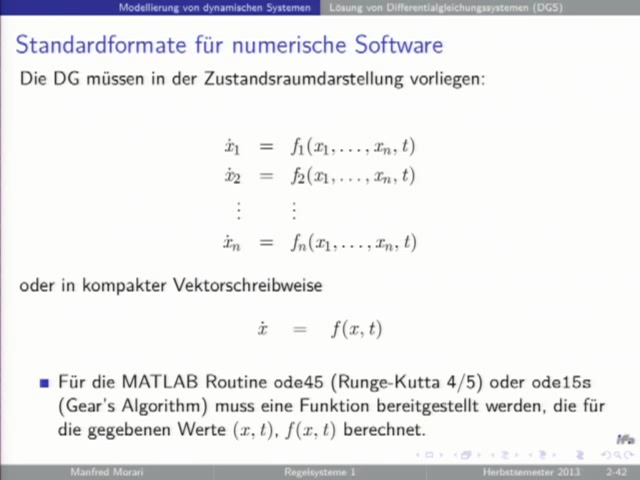 Modellierung von dynamischen Systemen Lösung von Differentialgleichungssystemen (DGS)
Standardformate für numerische Software
Die DG müssen in der Zustandsraumdarstellung vorliegen:
ẋ₁ = f₁(x₁, . . . , xₙ, t)
ẋ₂ = f₂(x₁, . . . , xₙ, t)
⋮ ⋮
ẋₙ = fₙ(x₁, . . . , xₙ, t)
oder in kompakter Vektorschreibweise
ẋ = f(x, t)
Für die MATLAB Routine ode45 (Runge-Kutta 4/5) oder ode15s
(Gear's Algorithm) muss eine Funktion bereitgestellt werden, die für
die gegebenen Werte (x, t), f(x, t) berechnet.
Manfred Morari Regelsysteme 1 Herbstsemester 2013 2-42